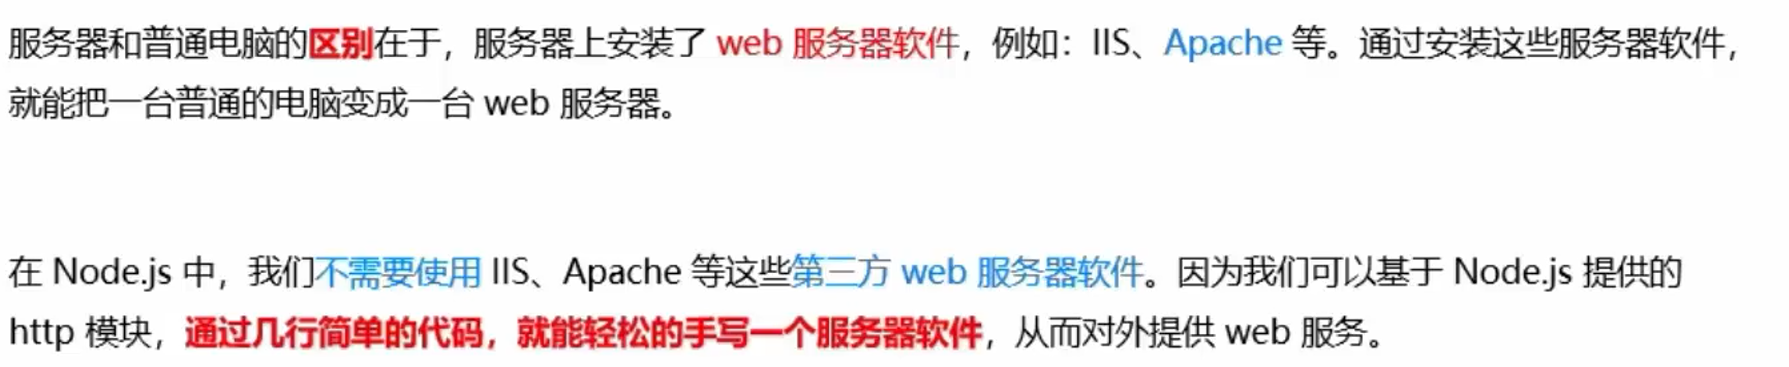 服务器和普通电脑的区别在于，服务器上安装了 web 服务器软件，例如：IIS、Apache 等。通过安装这些服务器软件，
就能把一台普通的电脑变成一台 web 服务器。
在 Node.js 中，我们不需要使用 IIS、Apache 等这些第三方 web 服务器软件。因为我们可以基于 Node.js 提供的
http 模块，通过几行简单的代码，就能轻松的手写一个服务器软件，从而对外提供 web 服务。